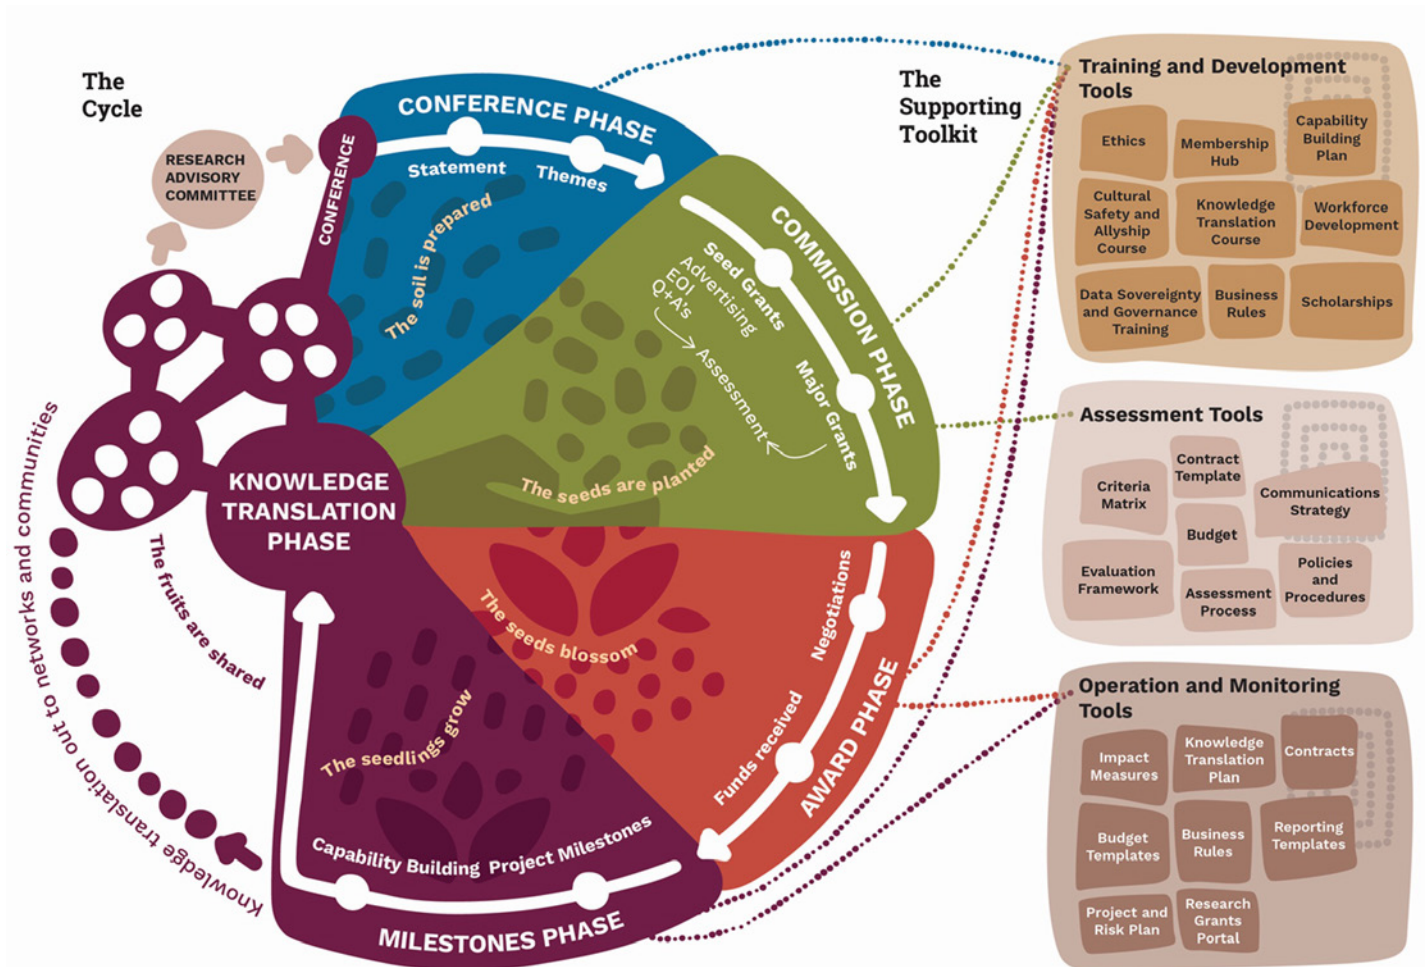 The
Cycle
RESEARCH
ADVISORY
COMMITTEE
CONFERENCE
CONFERENCE PHASE
Statement
Themes
The soil is prepared
COMMISSION PHASE
Seed Grants
Advertising
EOI
Q+A's
Assessment
Major Grants
The seeds are planted
AWARD PHASE
Negotiations
Funds received
The seeds blossom
MILESTONES PHASE
Project Milestones
Capability Building
The seedlings grow
KNOWLEDGE
TRANSLATION
PHASE
The fruits are shared
Knowledge translation out to networks and communities
The
Supporting
Toolkit
Training and Development
Tools
Ethics
Membership
Hub
Capability
Building
Plan
Cultural
Safety and
Allyship
Course
Knowledge
Translation
Course
Workforce
Development
Data Sovereignty
and Governance
Training
Business
Rules
Scholarships
Assessment Tools
Criteria
Matrix
Contract
Template
Communications
Strategy
Budget
Evaluation
Framework
Assessment
Process
Policies
and
Procedures
Operation and Monitoring
Tools
Impact
Measures
Knowledge
Translation
Plan
Contracts
Budget
Templates
Business
Rules
Reporting
Templates
Project and
Risk Plan
Research
Grants
Portal